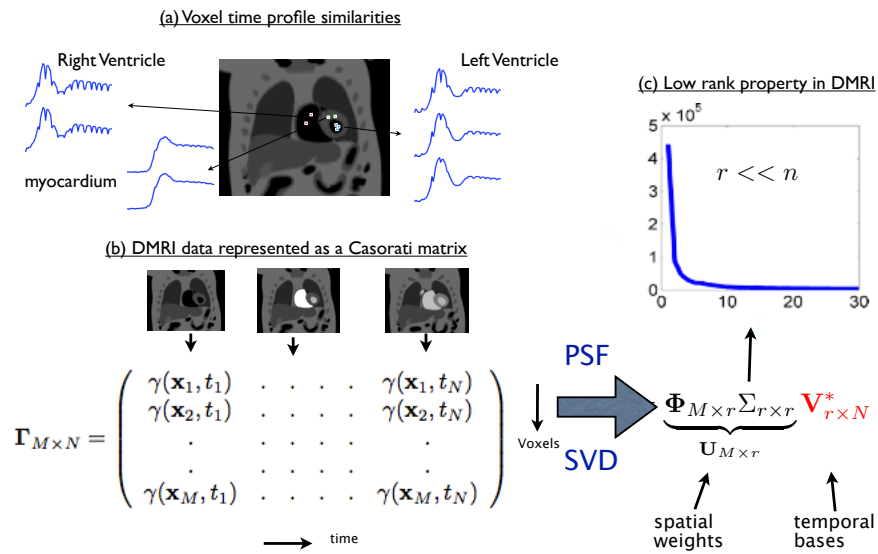 (a) Voxel time profile similarities
Right Ventricle
Left Ventricle
myocardium
(c) Low rank property in DMRI
× 10^5
5
4
3
2
1
0
0 10 20 30
r << n
(b) DMRI data represented as a Casorati matrix
Γ_{M×N} =
γ(x_1, t_1) . . . . γ(x_1, t_N)
γ(x_2, t_1) . . . . γ(x_2, t_N)
. . . . . .
. . . . . .
γ(x_M, t_1) . . . . γ(x_M, t_N)
time
Voxels
PSF
SVD
Φ_{M×r} Σ_{r×r} V*_{r×N}
U_{M×r}
spatial
weights
temporal
bases